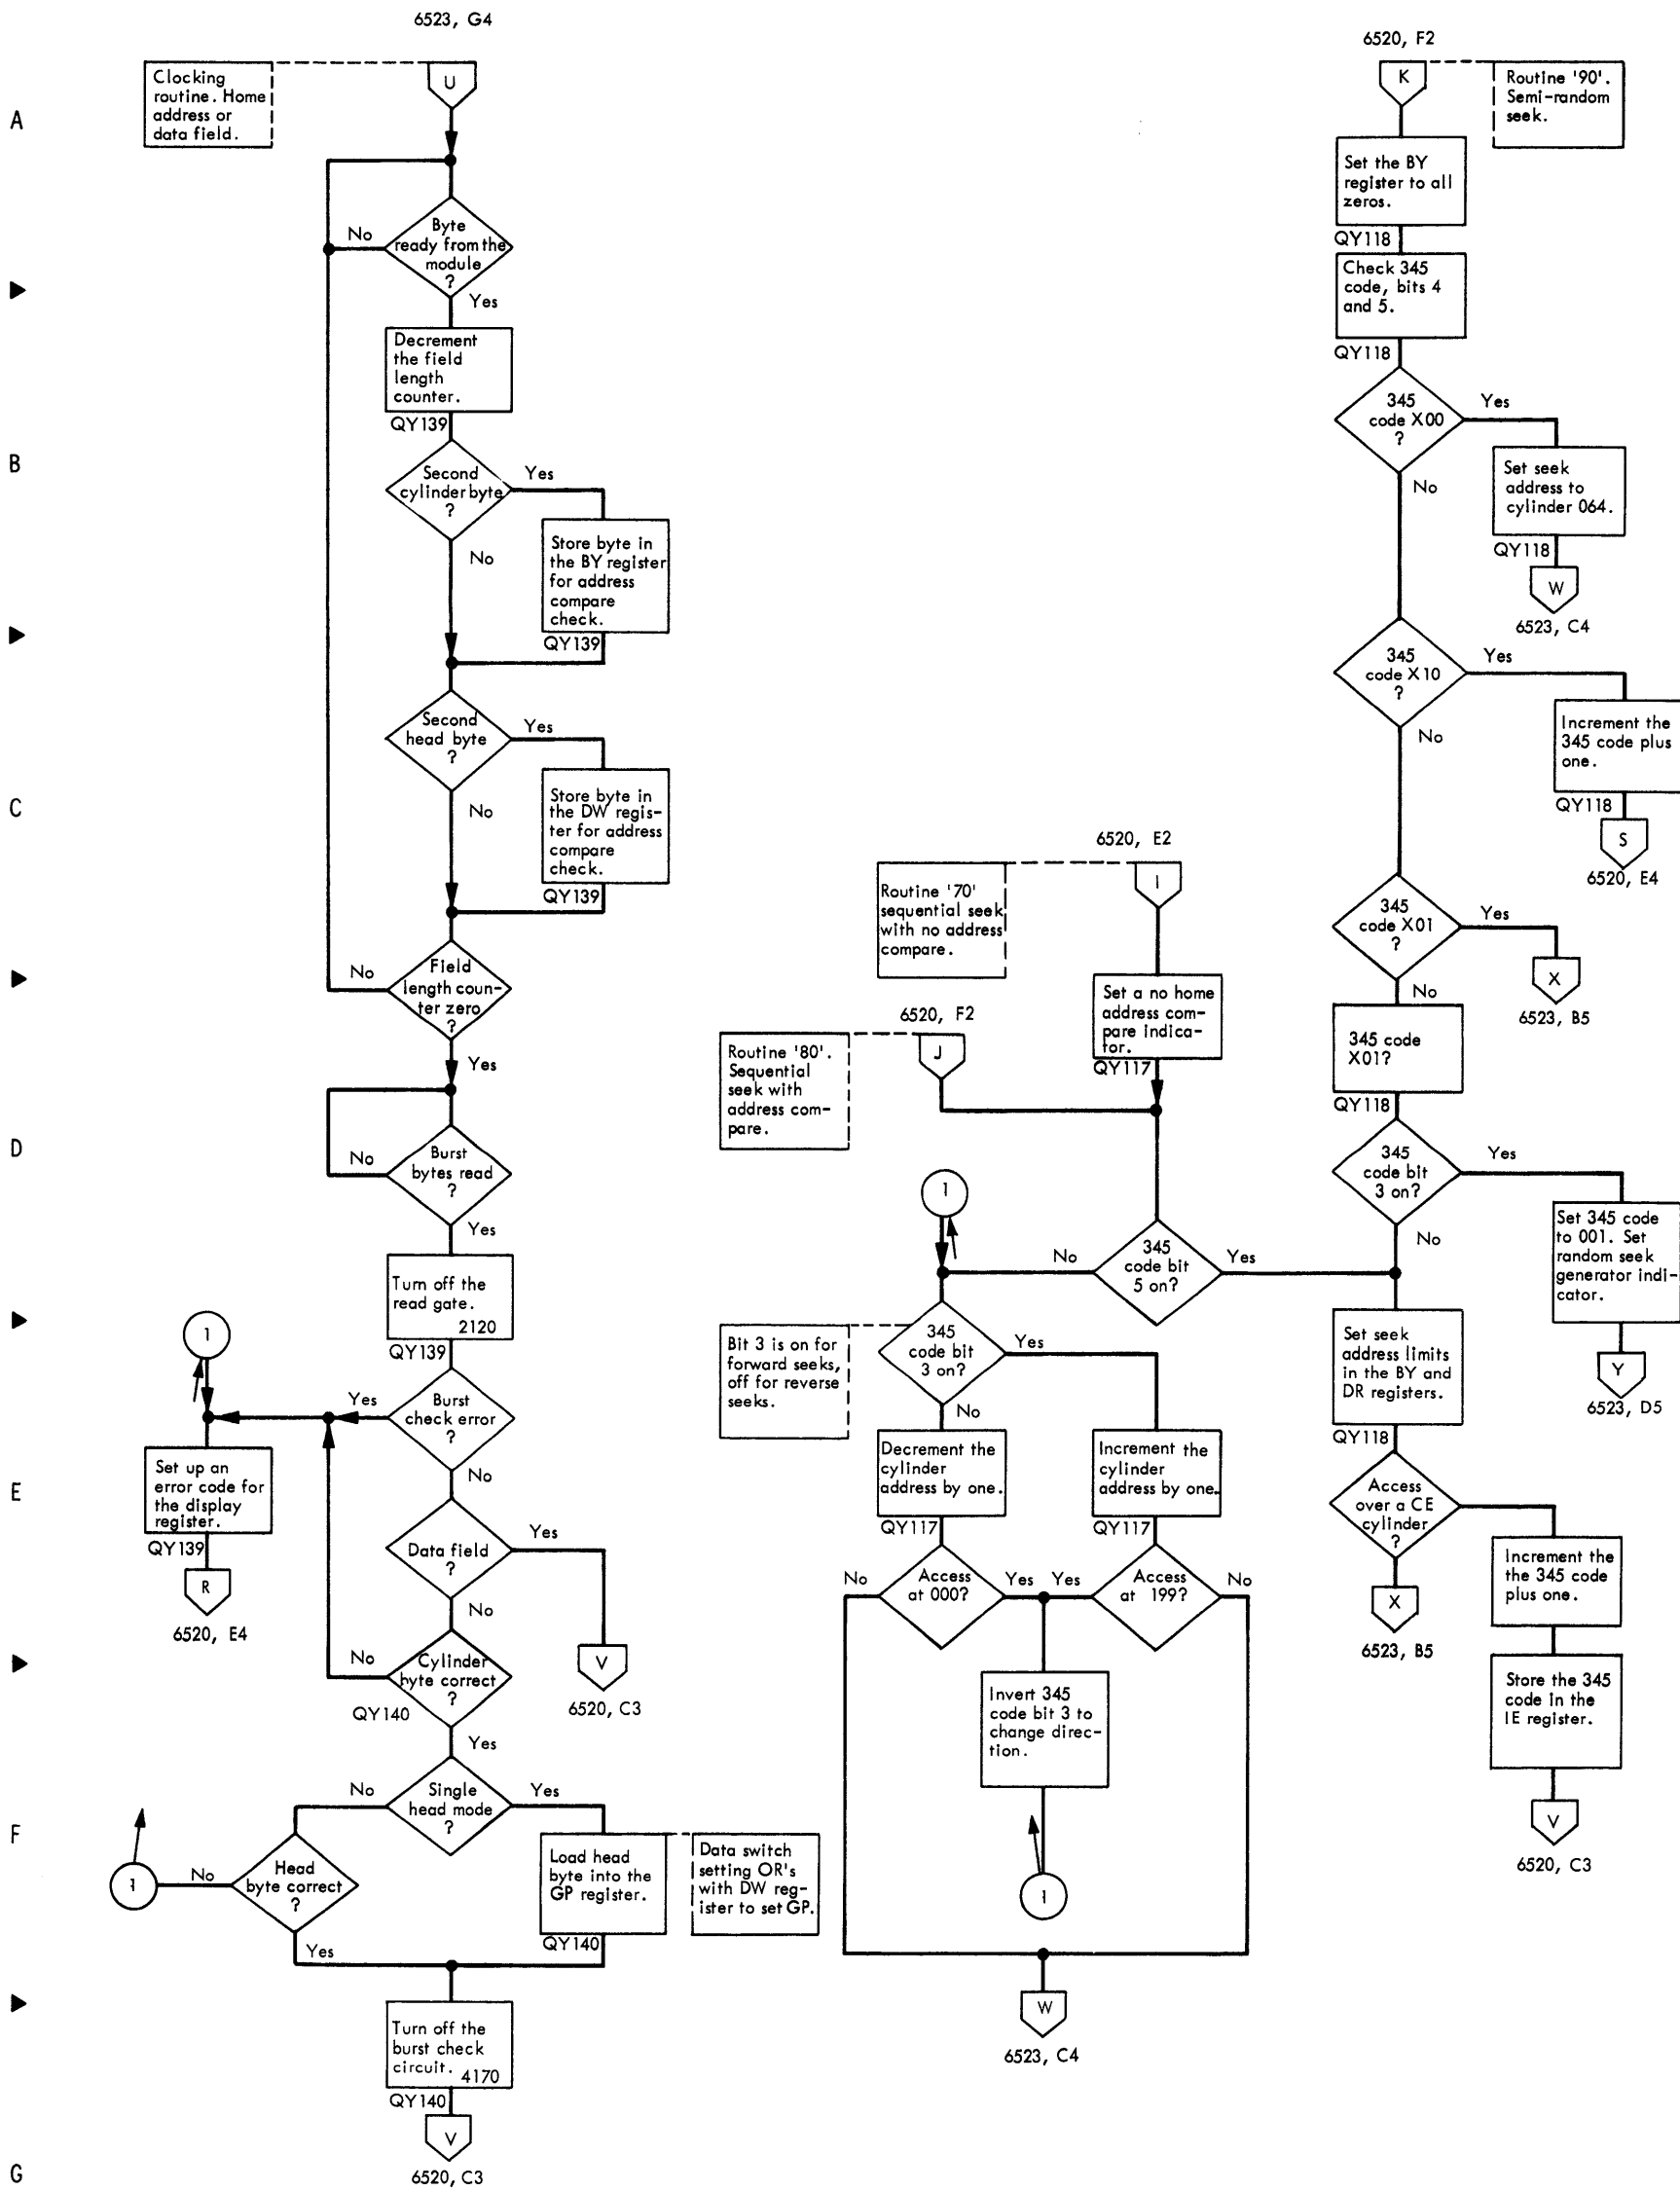 6523, G4
Clocking
routine. Home
address or
data field.
U
A
Byte
ready from the
module
?
No
Yes
Decrement
the field
length
counter.
QY139
B
Second
cylinder byte
?
Yes
No
Store byte in
the BY register
for address
compare
check.
QY139
Second
head byte
?
Yes
No
C
Store byte in
the DW regis-
ter for address
compare
check.
QY139
Field
length coun-
ter zero
?
No
Yes
D
Burst
bytes read
?
No
Yes
Turn off the
read gate.
2120
QY139
1
Burst
check error
?
Yes
No
E
Set up an
error code for
the display
register.
QY139
R
6520, E4
Data field
?
Yes
No
V
6520, C3
Cylinder
byte correct
?
No
QY140
Yes
Single
head mode
?
No
Yes
F
1
No
Head
byte correct
?
Yes
Load head
byte into the
GP register.
QY140
Data switch
setting OR's
with DW reg-
ister to set GP.
Turn off the
burst check
circuit. 4170
QY140
V
6520, C3
G
6520, E2
Routine '70'
sequential seek
with no address
compare.
I
Set a no home
address com-
pare indica-
tor.
QY117
6520, F2
Routine '80'.
Sequential
seek with
address com-
pare.
J
1
345
code bit
5 on?
No
Yes
Bit 3 is on for
forward seeks,
off for reverse
seeks.
345
code bit
3 on?
Yes
No
Decrement the
cylinder
address by one.
QY117
Increment the
cylinder
address by one.
QY117
No
Access
at 000?
Yes
Yes
Access
at 199?
No
Invert 345
code bit 3 to
change direc-
tion.
1
W
6523, C4
6520, F2
K
Routine '90'.
Semi-random
seek.
Set the BY
register to all
zeros.
QY118
Check 345
code, bits 4
and 5.
QY118
345
code X00
?
Yes
No
Set seek
address to
cylinder 064.
QY118
W
6523, C4
345
code X10
?
Yes
No
Increment the
345 code plus
one.
QY118
S
6520, E4
345
code X01
?
Yes
No
X
6523, B5
345 code
X01?
QY118
345
code bit
3 on?
Yes
No
Set 345 code
to 001. Set
random seek
generator indi-
cator.
Y
6523, D5
Set seek
address limits
in the BY and
DR registers.
QY118
Access
over a CE
cylinder
?
X
6523, B5
Increment the
the 345 code
plus one.
Store the 345
code in the
IE register.
V
6520, C3